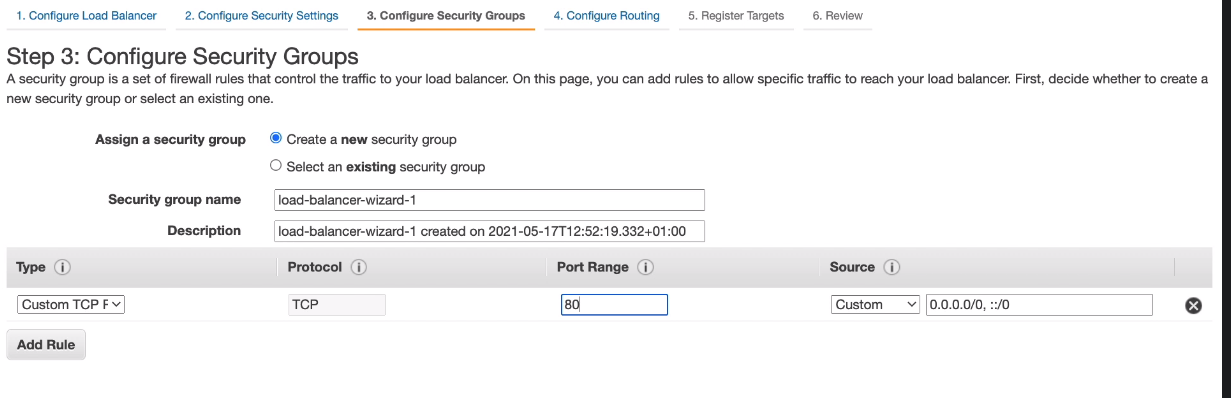 1. Configure Load Balancer 2. Configure Security Settings 3. Configure Security Groups 4. Configure Routing 5. Register Targets 6. Review
Step 3: Configure Security Groups
A security group is a set of firewall rules that control the traffic to your load balancer. On this page, you can add rules to allow specific traffic to reach your load balancer. First, decide whether to create a
new security group or select an existing one.
Assign a security group Create a new security group
Select an existing security group
Security group name load-balancer-wizard-1
Description load-balancer-wizard-1 created on 2021-05-17T12:52:19.332+01:00
Type i Protocol i Port Range i Source i
Custom TCP F TCP 80 Custom 0.0.0.0/0, ::/0
Add Rule